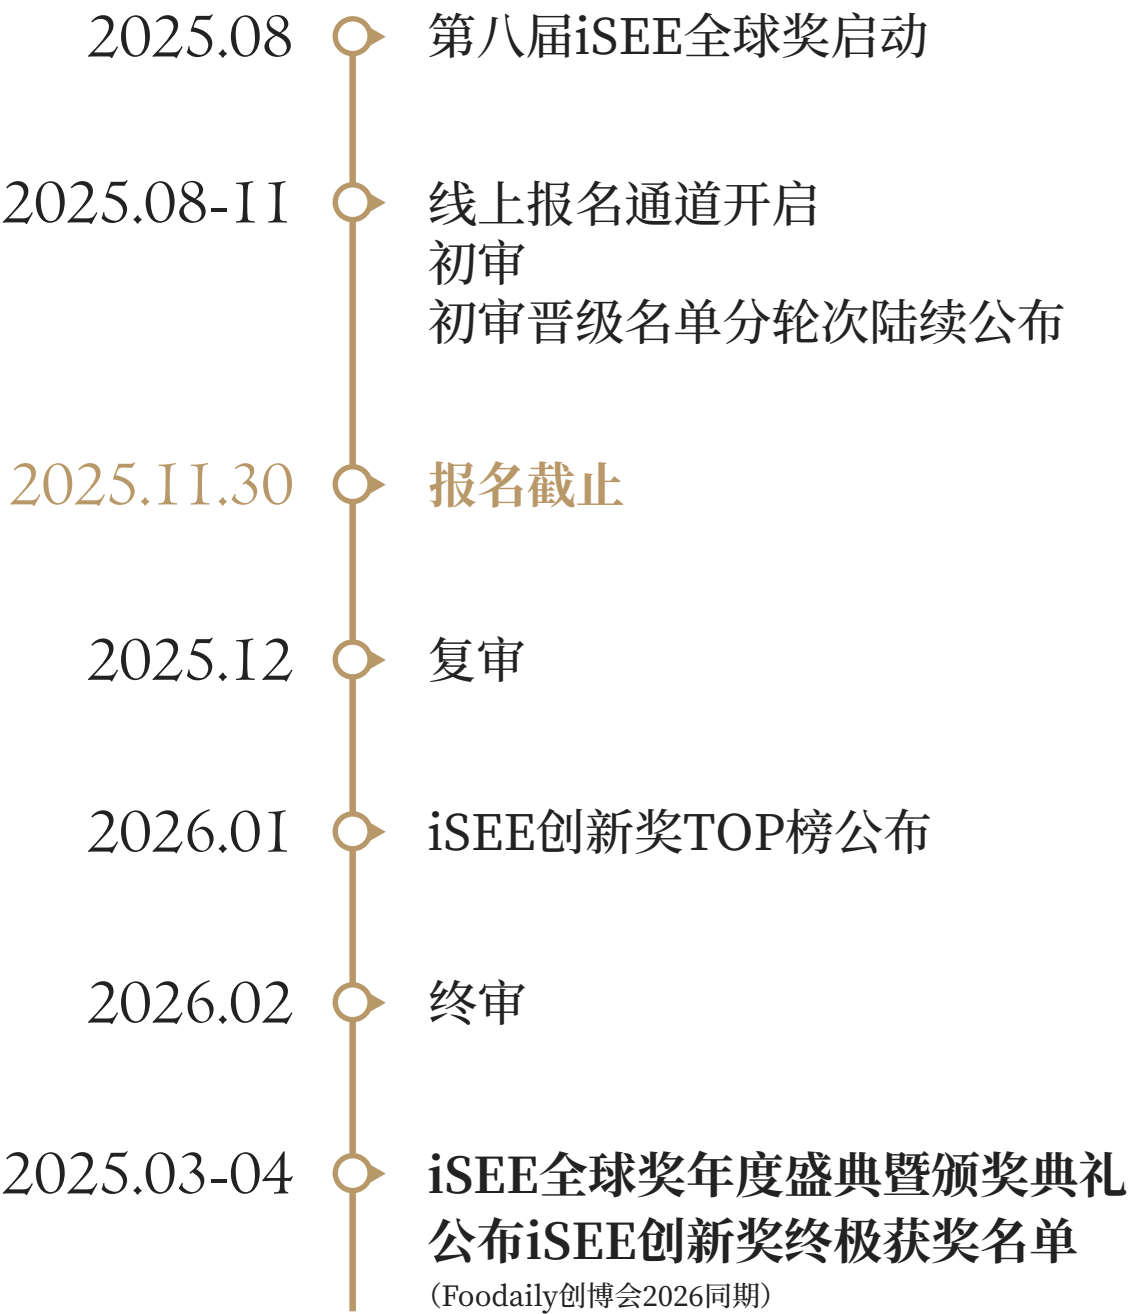 2025.08 第八届iSEE全球奖启动
2025.08-11 线上报名通道开启
初审
初审晋级名单分轮次陆续公布
2025.11.30 报名截止
2025.12 复审
2026.01 iSEE创新奖TOP榜公布
2026.02 终审
2025.03-04 iSEE全球奖年度盛典暨颁奖典礼
公布iSEE创新奖终极获奖名单
（Foodaily创博会2026同期）